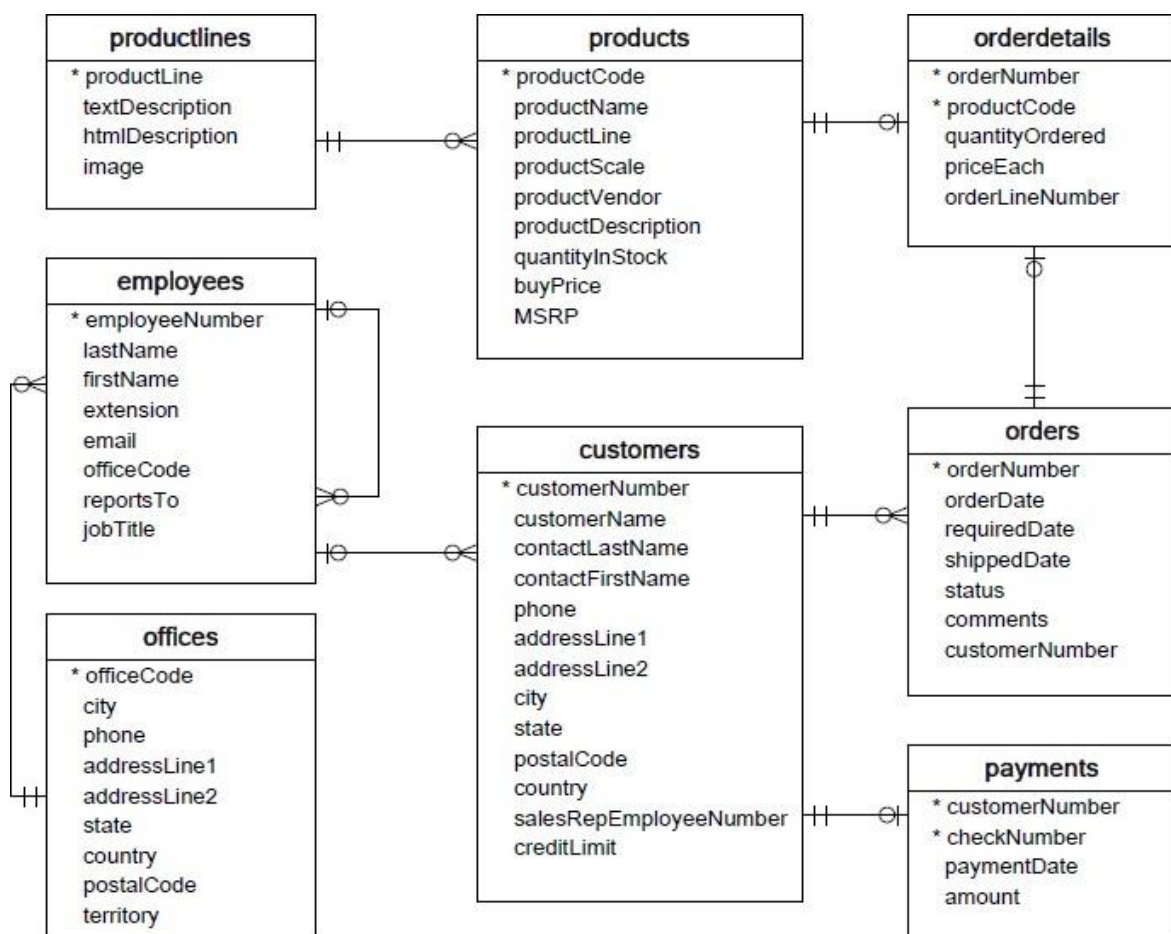 productlines
* productLine
textDescription
htmlDescription
image
products
* productCode
productName
productLine
productScale
productVendor
productDescription
quantityInStock
buyPrice
MSRP
orderdetails
* orderNumber
* productCode
quantityOrdered
priceEach
orderLineNumber
employees
* employeeNumber
lastName
firstName
extension
email
officeCode
reportsTo
jobTitle
customers
* customerNumber
customerName
contactLastName
contactFirstName
phone
addressLine1
addressLine2
city
state
postalCode
country
salesRepEmployeeNumber
creditLimit
orders
* orderNumber
orderDate
requiredDate
shippedDate
status
comments
customerNumber
offices
* officeCode
city
phone
addressLine1
addressLine2
state
country
postalCode
territory
payments
* customerNumber
* checkNumber
paymentDate
amount